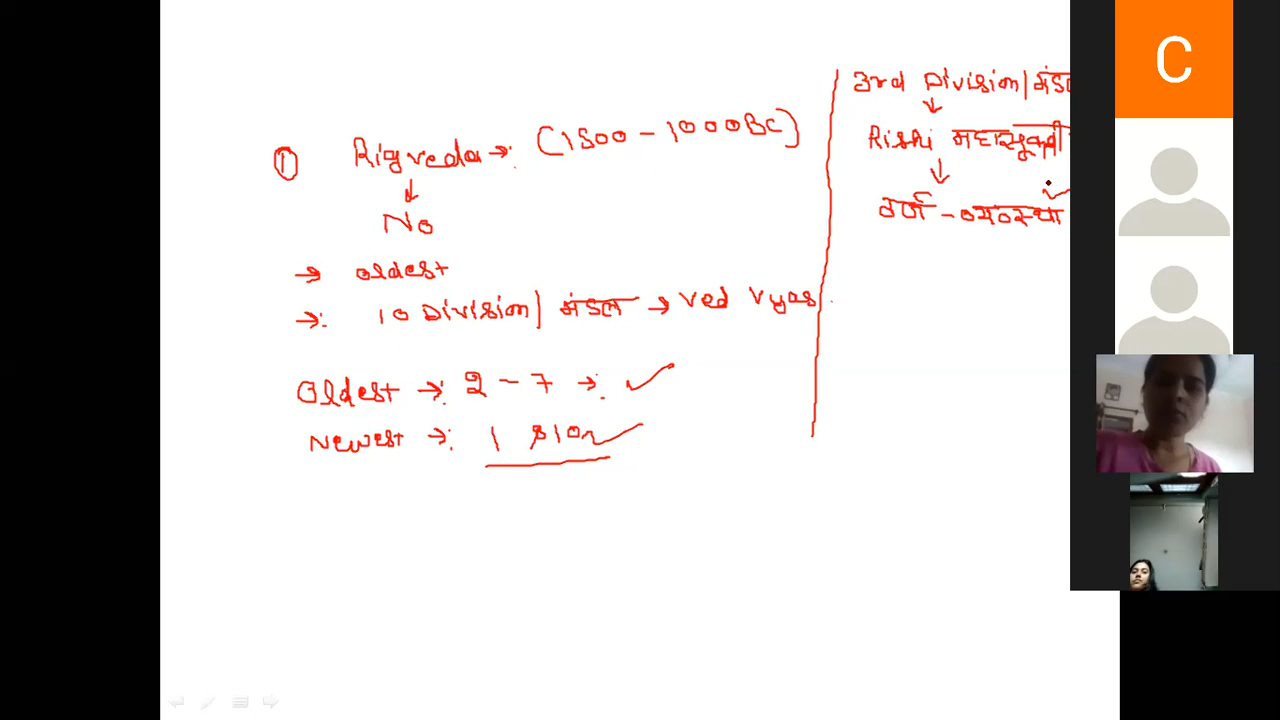 ① Rigveda → (1500 - 1000BC)
No
→ oldest
→ 10 Division | मंडल → Ved Vyas
Oldest → 2 - 7 →
Newest → 1 8 10
3rd Division |
Rishi
वर्ण - व्यवस्था
C